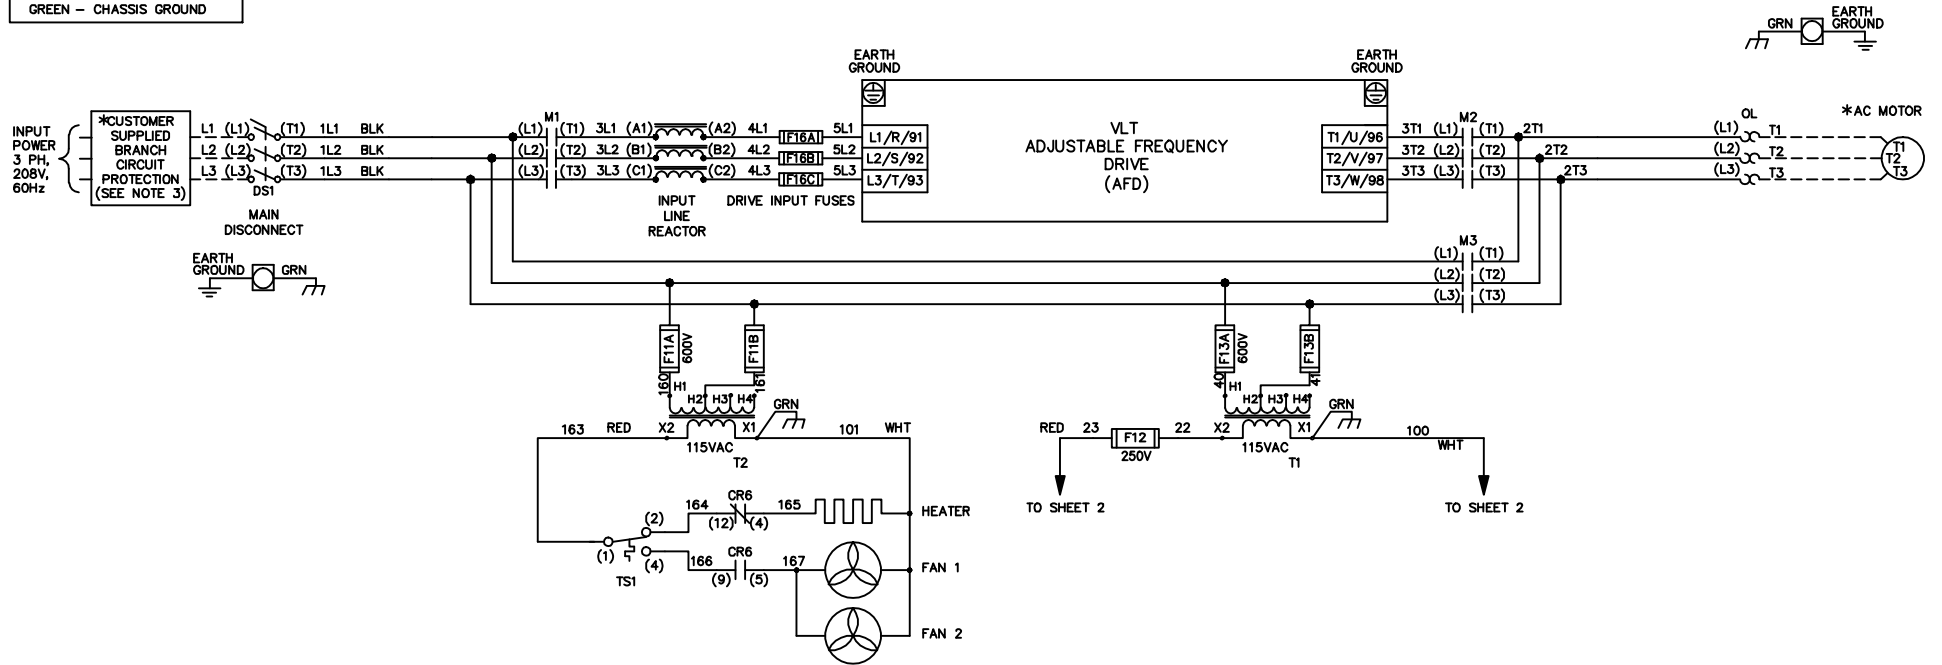 GREEN – CHASSIS GROUND
GRN
EARTH
GROUND
EARTH
GROUND
EARTH
GROUND
INPUT
POWER
3 PH,
208V,
60Hz
*CUSTOMER
SUPPLIED
BRANCH
CIRCUIT
PROTECTION
(SEE NOTE 3)
L1 (L1) (T1) 1L1 BLK
L2 (L2) (T2) 1L2 BLK
L3 (L3) (T3) 1L3 BLK
DS1
MAIN
DISCONNECT
EARTH
GROUND
GRN
M1
(L1) (T1) 3L1 (A1) (A2) 4L1 F16A 5L1 L1/R/91
(L2) (T2) 3L2 (B1) (B2) 4L2 F16B 5L2 L2/S/92
(L3) (T3) 3L3 (C1) (C2) 4L3 F16C 5L3 L3/T/93
INPUT
LINE
REACTOR
DRIVE INPUT FUSES
VLT
ADJUSTABLE FREQUENCY
DRIVE
(AFD)
M2
T1/U/96 3T1 (L1) (T1) 2T1
T2/V/97 3T2 (L2) (T2) 2T2
T3/W/98 3T3 (L3) (T3) 2T3
OL
(L1) T1
(L2) T2
(L3) T3
*AC MOTOR
T1
T2
T3
M3
(L1) (T1)
(L2) (T2)
(L3) (T3)
F11A
600V
F11B
160
161
H1
H2 H3 H4
GRN
163 RED X2 X1 101 WHT
115VAC
T2
F13A
600V
F13B
40
41
H1
H2 H3 H4
GRN
RED 23 F12 22 X2 X1 100
WHT
250V
115VAC
T1
TO SHEET 2
TO SHEET 2
CR6
164 165
(2) (12) (4)
HEATER
(1)
TS1
(4)
CR6
166 167
(9) (5)
FAN 1
FAN 2